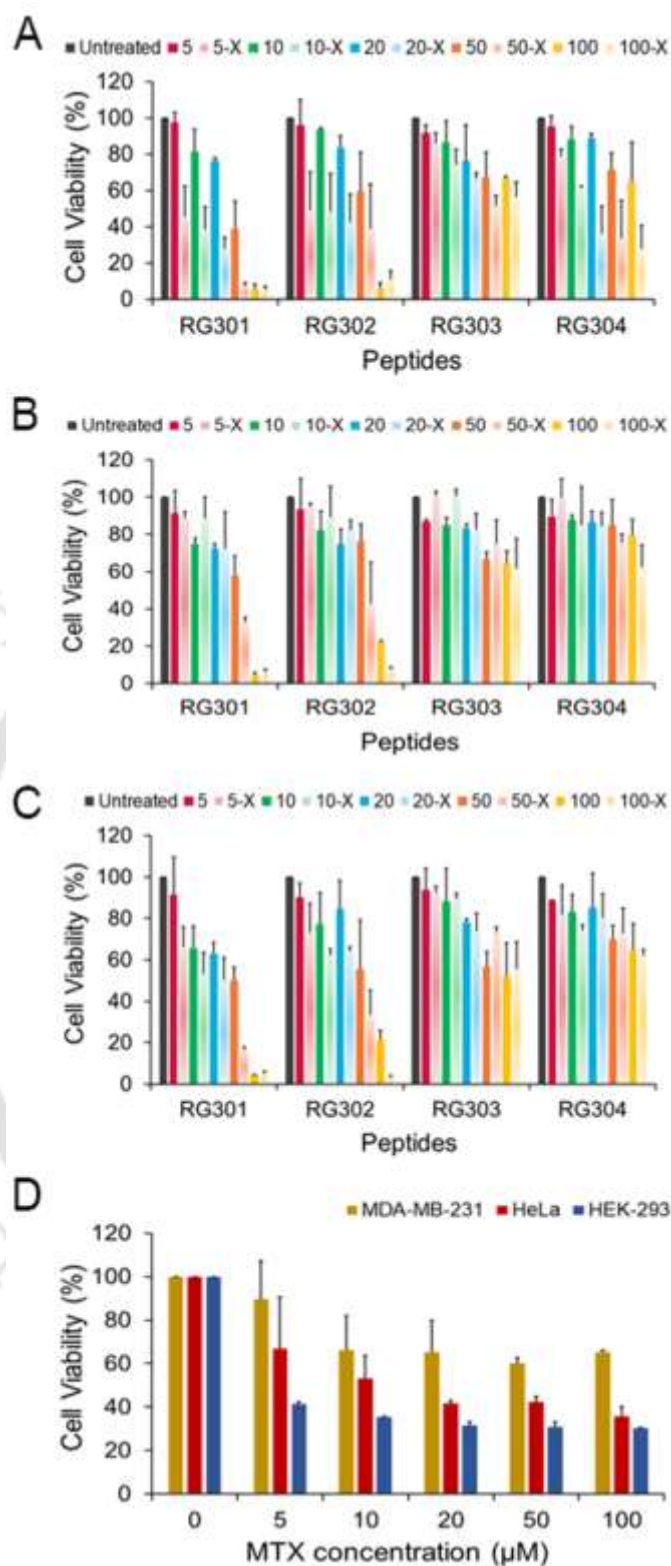 A
Untreated 5 5-X 10 10-X 20 20-X 50 50-X 100 100-X
120
100
80
60
40
20
0
Cell Viability (%)
RG301 RG302 RG303 RG304
Peptides
B
Untreated 5 5-X 10 10-X 20 20-X 50 50-X 100 100-X
120
100
80
60
40
20
0
Cell Viability (%)
RG301 RG302 RG303 RG304
Peptides
C
Untreated 5 5-X 10 10-X 20 20-X 50 50-X 100 100-X
120
100
80
60
40
20
0
Cell Viability (%)
RG301 RG302 RG303 RG304
Peptides
D
MDA-MB-231 HeLa HEK-293
120
100
80
60
40
20
0
Cell Viability (%)
0 5 10 20 50 100
MTX concentration (µM)